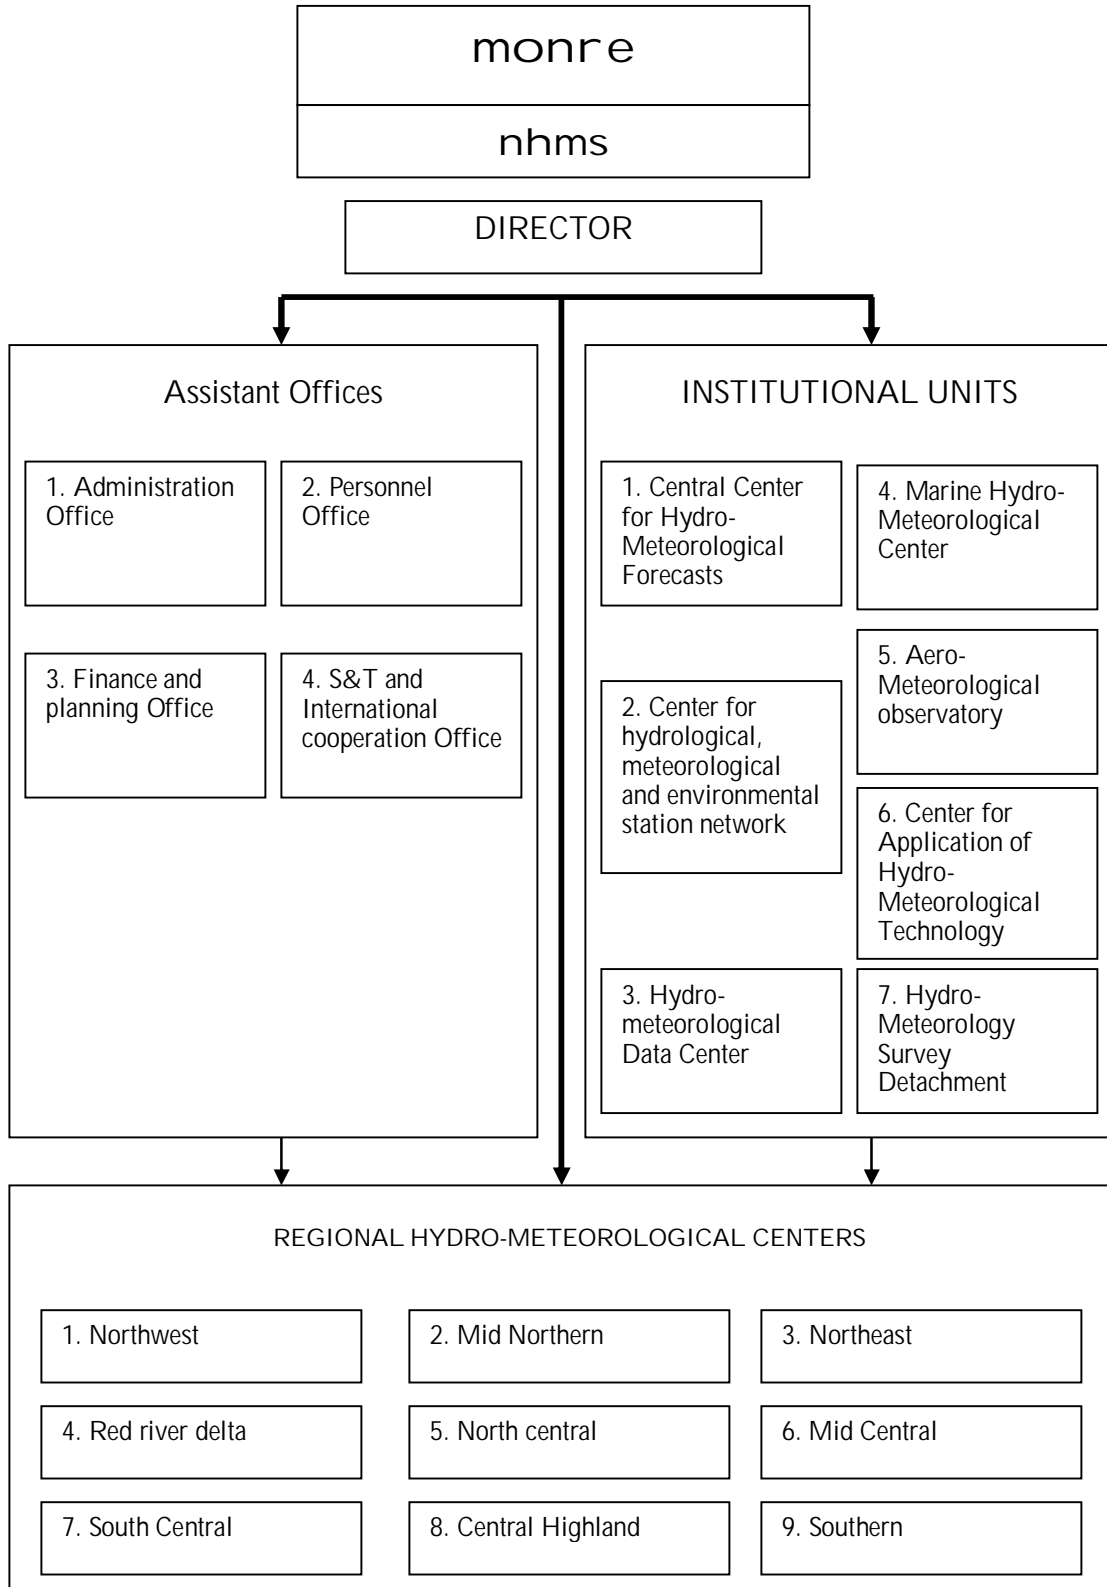 monre
nhms
DIRECTOR
Assistant Offices
1. Administration
Office
2. Personnel
Office
3. Finance and
planning Office
4. S&T and
International
cooperation Office
INSTITUTIONAL UNITS
1. Central Center
for Hydro-
Meteorological
Forecasts
2. Center for
hydrological,
meteorological
and environmental
station network
3. Hydro-
meteorological
Data Center
4. Marine Hydro-
Meteorological
Center
5. Aero-
Meteorological
observatory
6. Center for
Application of
Hydro-
Meteorological
Technology
7. Hydro-
Meteorology
Survey
Detachment
REGIONAL HYDRO-METEOROLOGICAL CENTERS
1. Northwest
2. Mid Northern
3. Northeast
4. Red river delta
5. North central
6. Mid Central
7. South Central
8. Central Highland
9. Southern